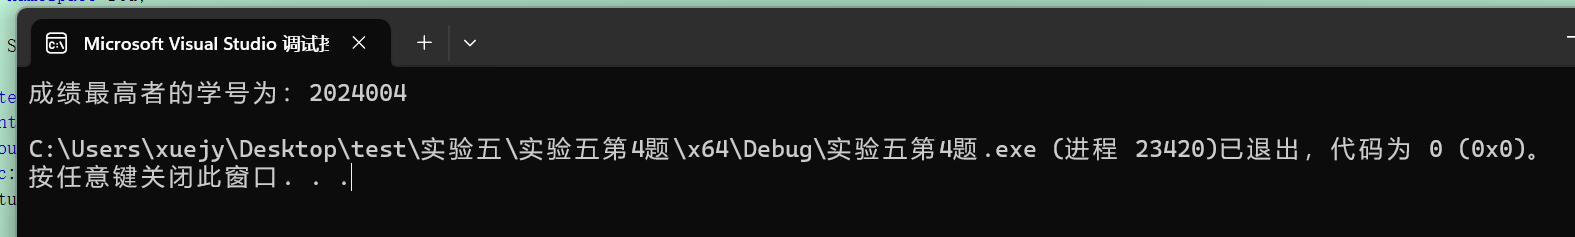 Microsoft Visual Studio 调试
成绩最高者的学号为: 2024004
C:\Users\xuejy\Desktop\test\实验五\实验五第4题\x64\Debug\实验五第4题.exe (进程 23420)已退出，代码为 0 (0x0)。
按任意键关闭此窗口. . .